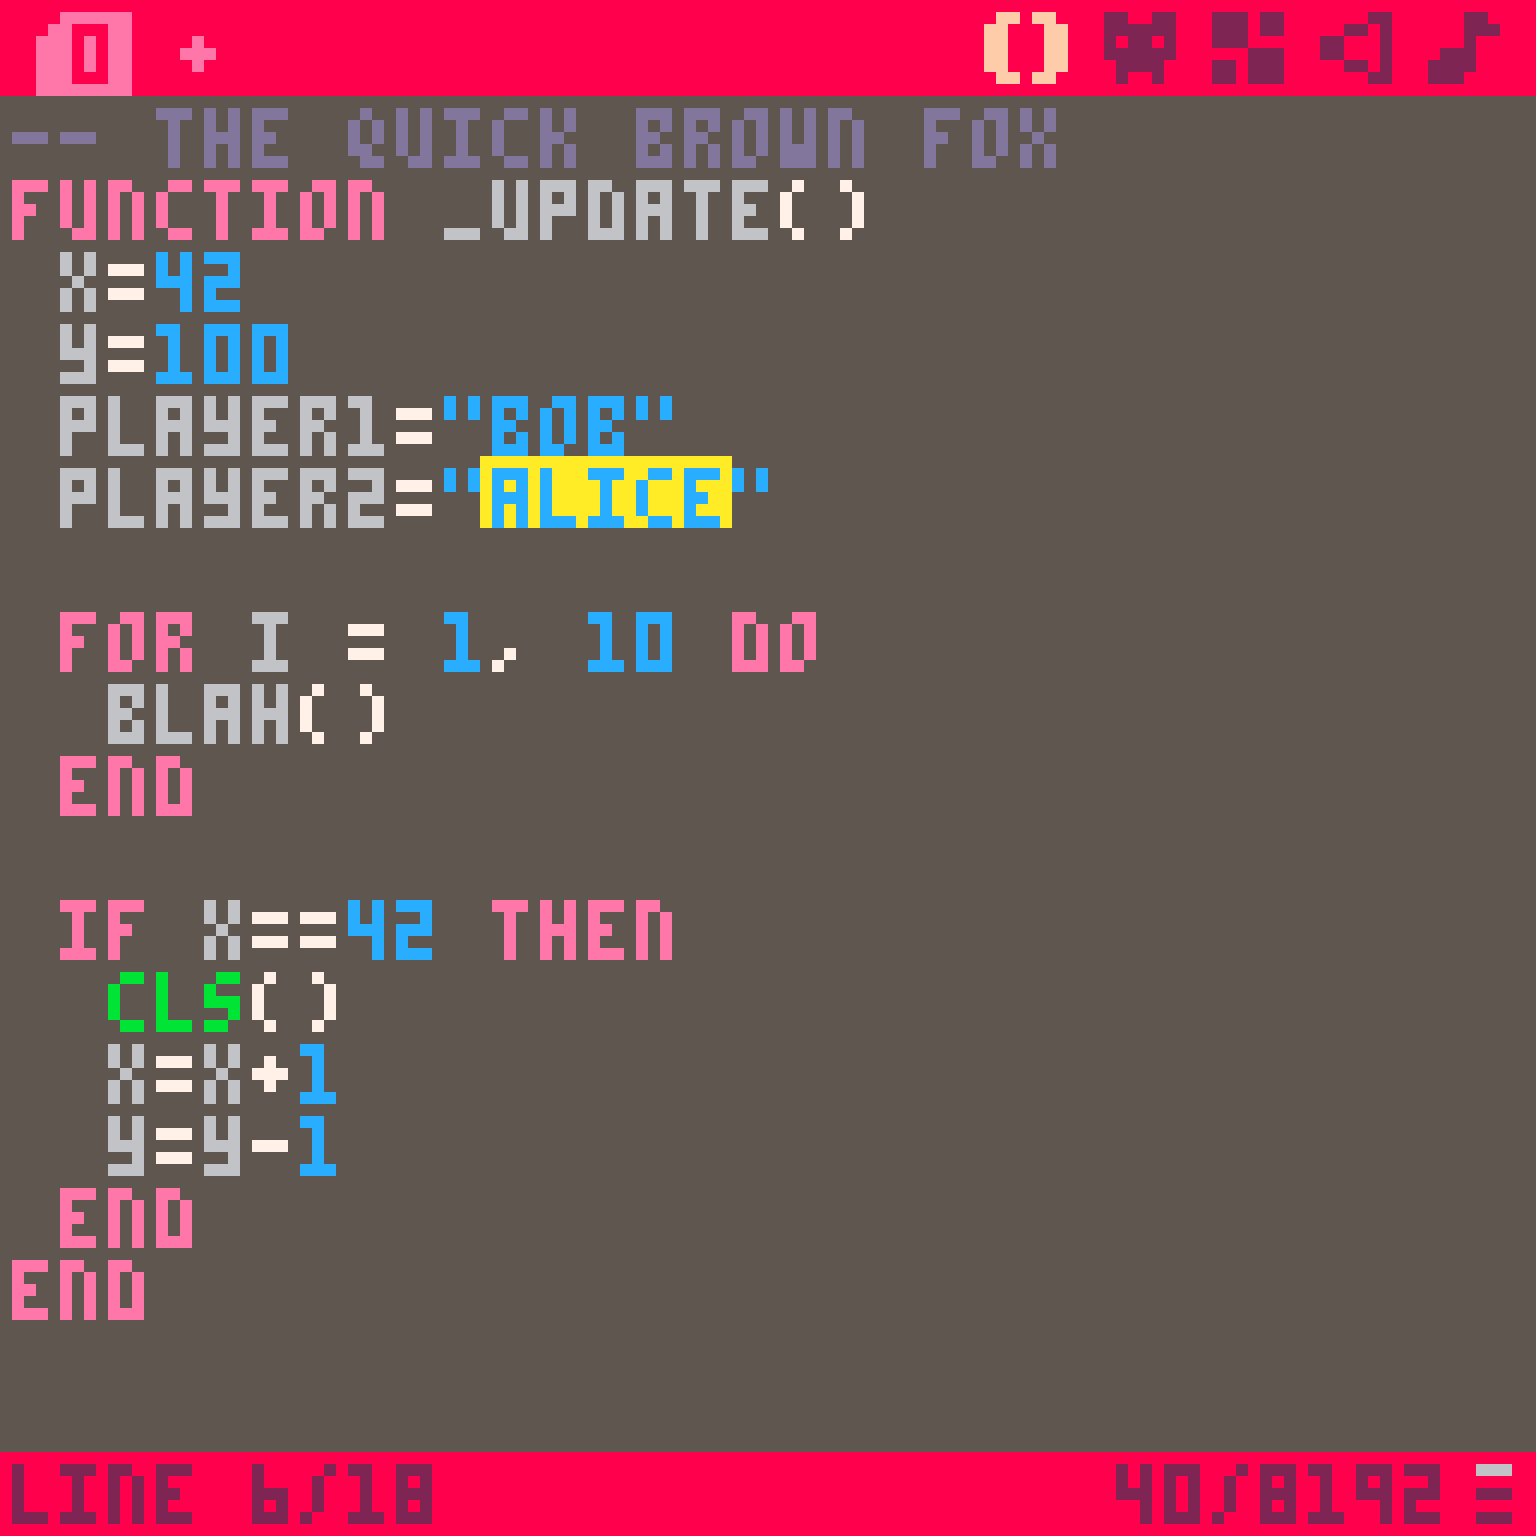 0 +
-- THE QUICK BROWN FOX
FUNCTION _UPDATE()
X=42
Y=100
PLAYER1="BOB"
PLAYER2="ALICE"
FOR I = 1, 10 DO
BLAH()
END
IF X==42 THEN
CLS()
X=X+1
Y=Y-1
END
END
LINE 6/18 40/8192